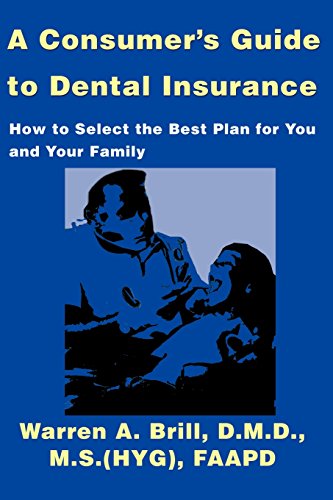 A Consumer's Guide
to Dental Insurance
How to Select the Best Plan for You
and Your Family
Warren A. Brill, D.M.D.,
M.S.(HYG), FAAPD